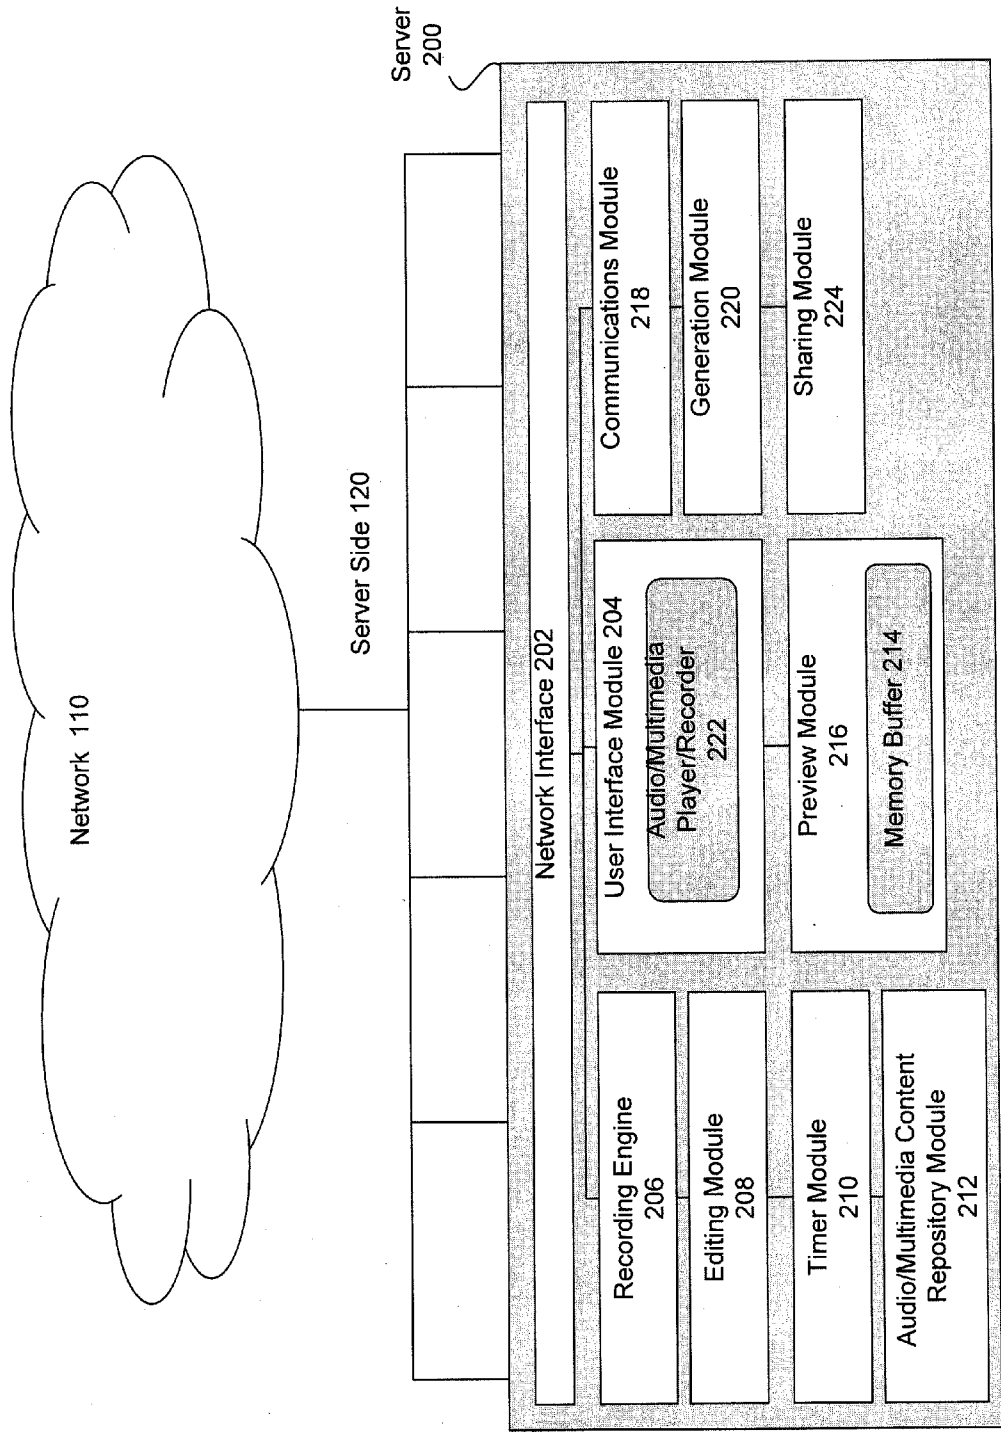 Network 110
Server Side 120
Server
200
Network Interface 202
Recording Engine
206
Editing Module
208
Timer Module
210
Audio/Multimedia Content
Repository Module
212
User Interface Module 204
Audio/Multimedia
Player/Recorder
222
Preview Module
216
Memory Buffer 214
Communications Module
218
Generation Module
220
Sharing Module
224